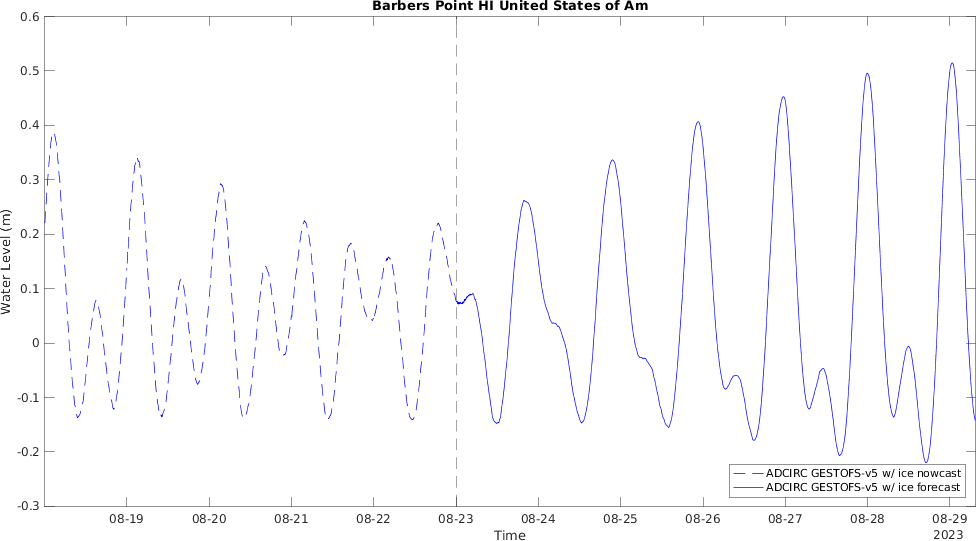 Barbers Point HI United States of Am
0.6
0.5
0.4
0.3
0.2
0.1
0
-0.1
-0.2
-0.3
Water Level (m)
ADCIRC GESTOFS-v5 w/ ice nowcast
ADCIRC GESTOFS-v5 w/ ice forecast
08-19 08-20 08-21 08-22 08-23 08-24 08-25 08-26 08-27 08-28 08-29
Time
2023